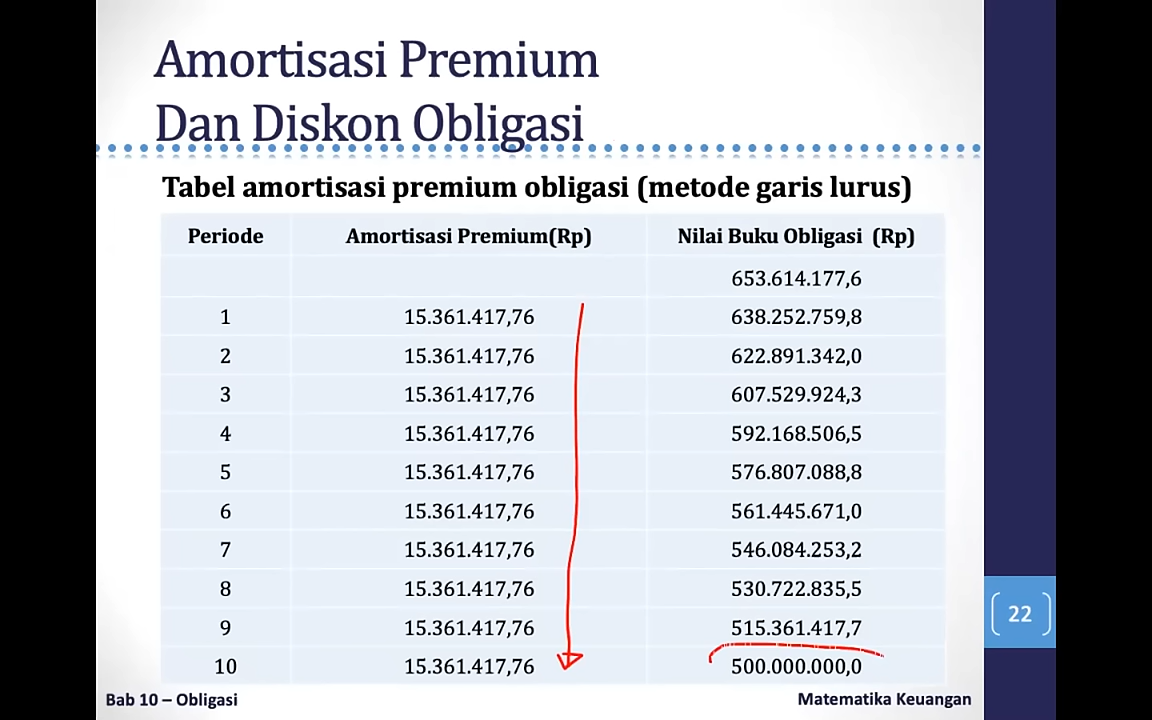 Amortisasi Premium
Dan Diskon Obligasi
Tabel amortisasi premium obligasi (metode garis lurus)
Periode Amortisasi Premium(Rp) Nilai Buku Obligasi (Rp)
653.614.177,6
1 15.361.417,76 638.252.759,8
2 15.361.417,76 622.891.342,0
3 15.361.417,76 607.529.924,3
4 15.361.417,76 592.168.506,5
5 15.361.417,76 576.807.088,8
6 15.361.417,76 561.445.671,0
7 15.361.417,76 546.084.253,2
8 15.361.417,76 530.722.835,5
9 15.361.417,76 515.361.417,7
10 15.361.417,76 500.000.000,0
22
Bab 10 – Obligasi Matematika Keuangan